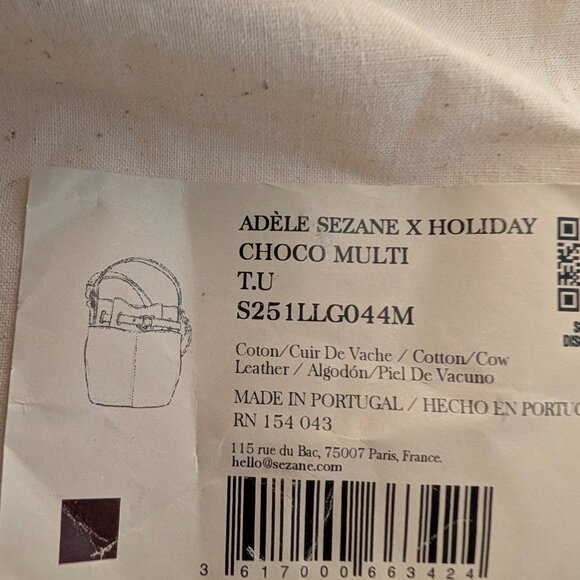 ADÈLE SEZANE X HOLIDAY
CHOCO MULTI
T.U
S251LLG044M
Coton/Cuir De Vache / Cotton/Cow
Leather / Algodón/Piel De Vacuno
MADE IN PORTUGAL / HECHO EN PORTUG
RN 154 043
115 rue du Bac, 75007 Paris, France.
hello@sezane.com
3 617000 663424